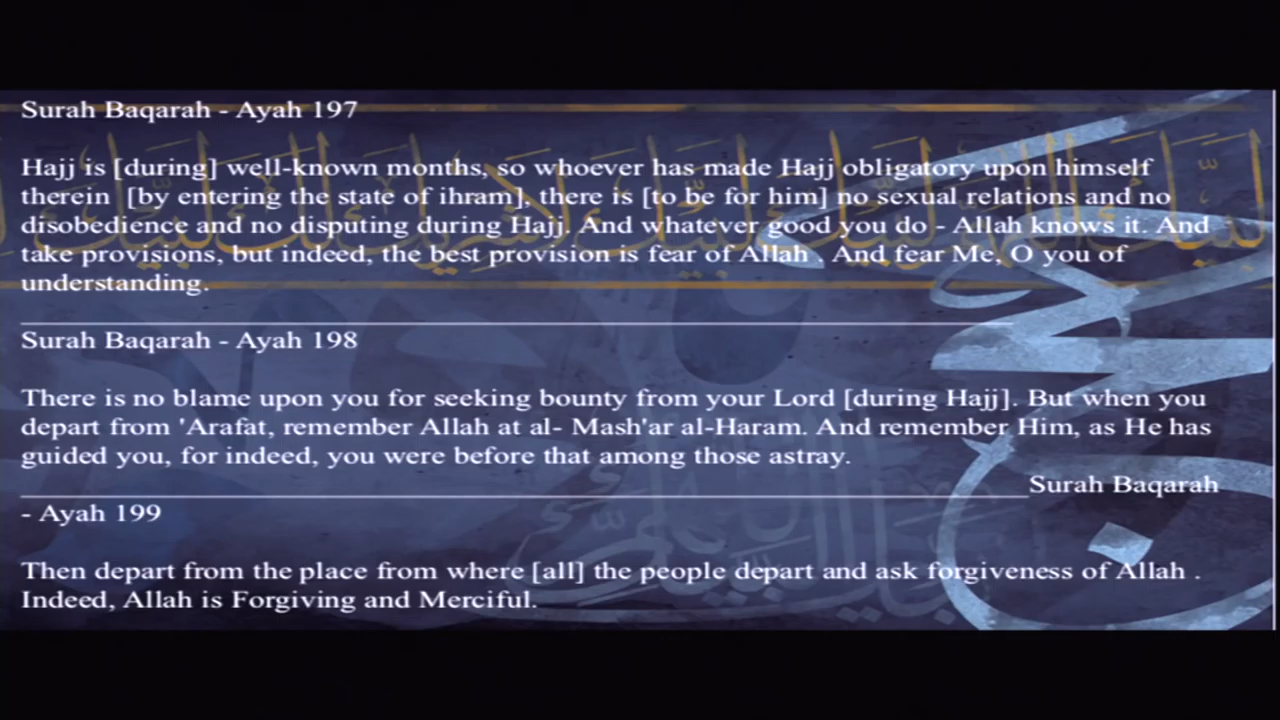 Surah Baqarah - Ayah 197
Hajj is [during] well-known months, so whoever has made Hajj obligatory upon himself
therein [by entering the state of ihram], there is [to be for him] no sexual relations and no
disobedience and no disputing during Hajj. And whatever good you do - Allah knows it. And
take provisions, but indeed, the best provision is fear of Allah . And fear Me, O you of
understanding.
Surah Baqarah - Ayah 198
There is no blame upon you for seeking bounty from your Lord [during Hajj]. But when you
depart from 'Arafat, remember Allah at al- Mash'ar al-Haram. And remember Him, as He has
guided you, for indeed, you were before that among those astray.
Surah Baqarah
- Ayah 199
Then depart from the place from where [all] the people depart and ask forgiveness of Allah .
Indeed, Allah is Forgiving and Merciful.